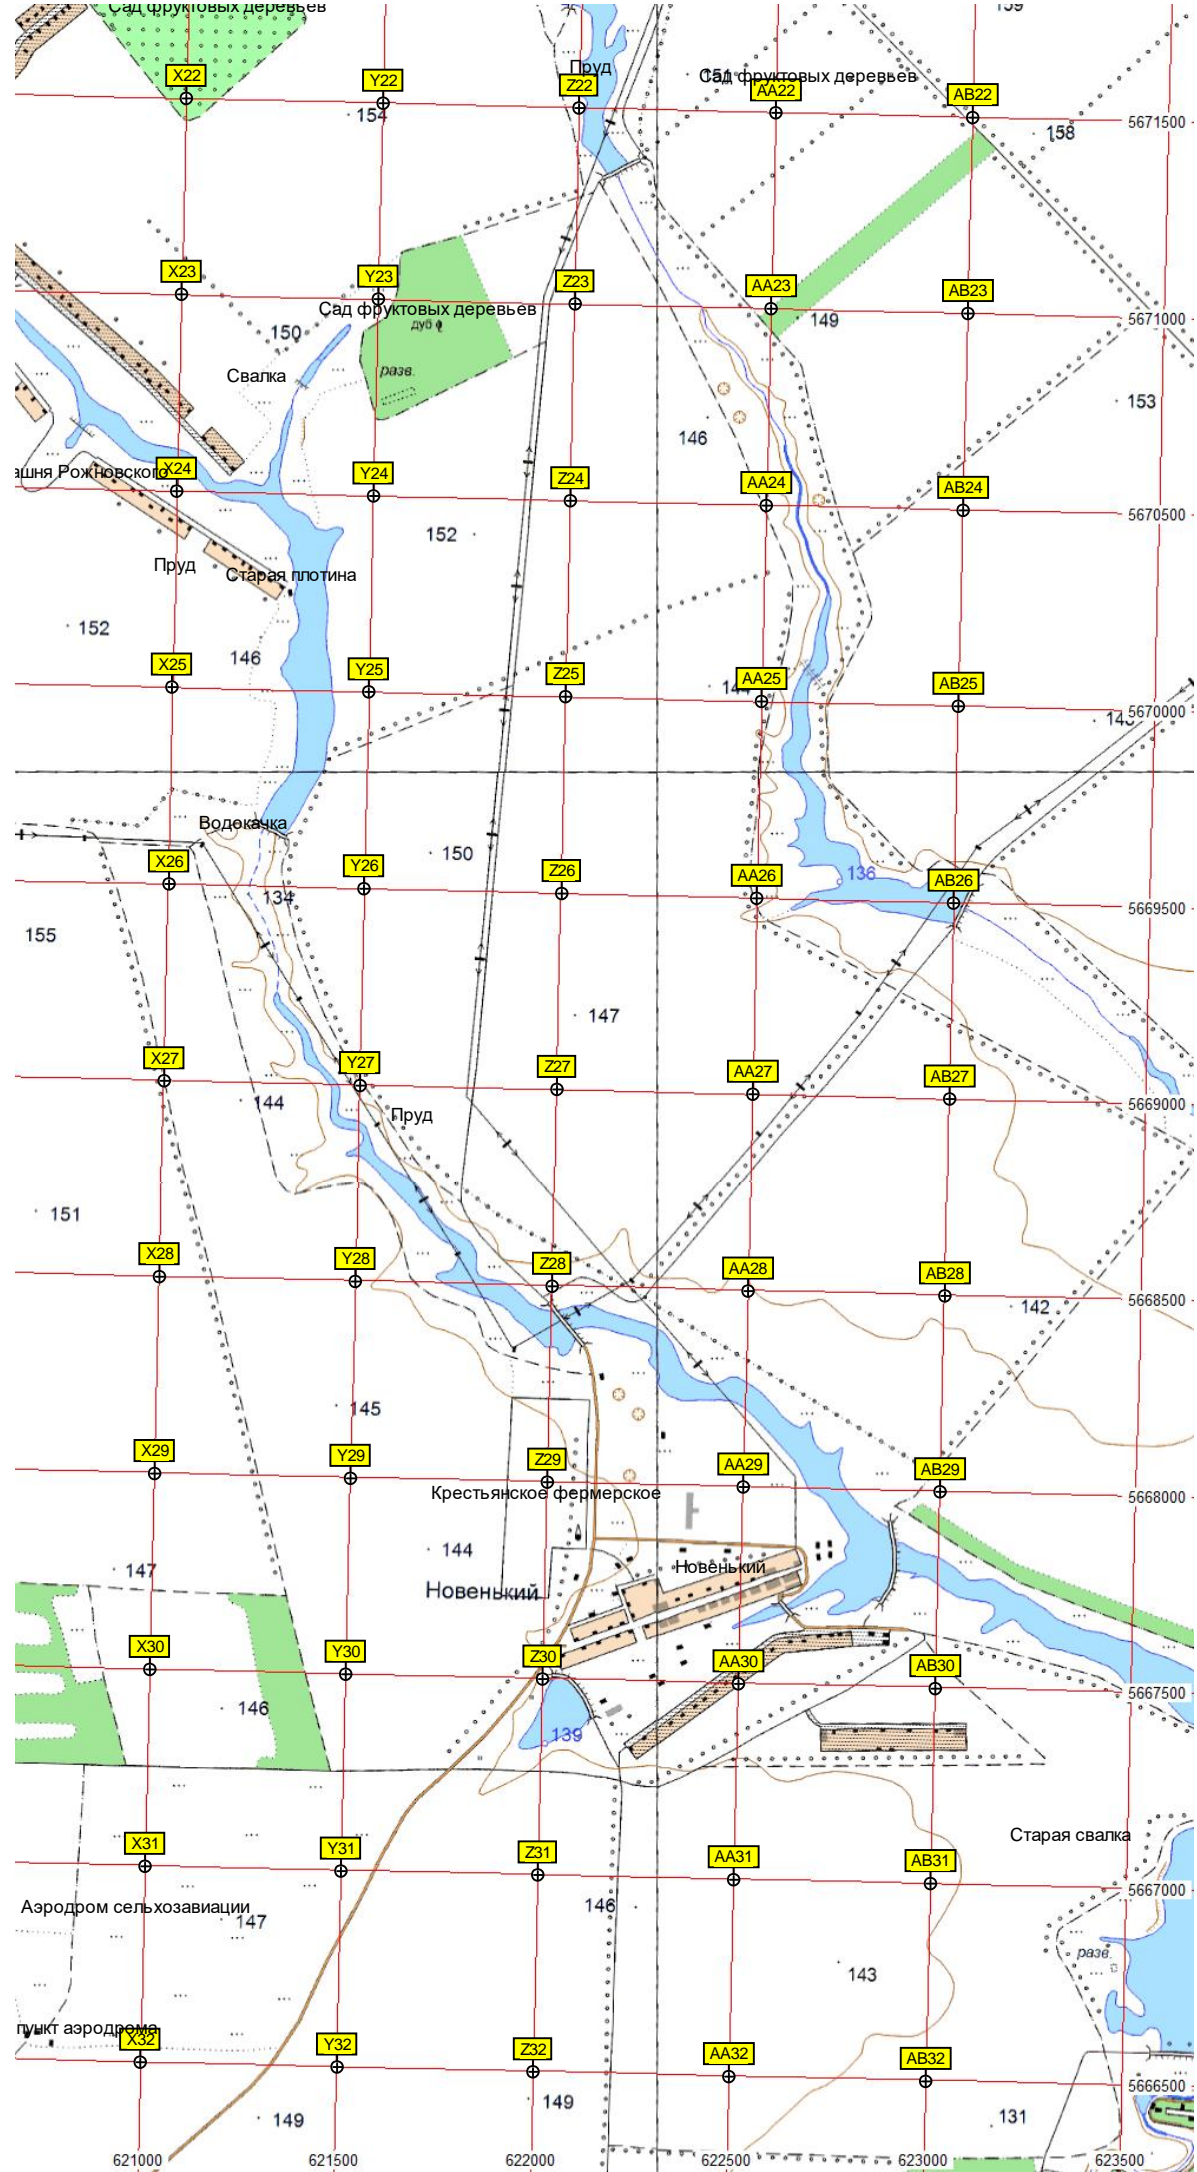 Сад фруктовых деревьев
159
Пруд
151
Сад фруктовых деревьев
X22
Y22
Z22
AA22
AB22
5671500
154
158
X23
Y23
Z23
AA23
AB23
Сад фруктовых деревьев
5671000
150
дуб
149
Свалка
разв.
153
146
ашня Рожновского
X24
Y24
Z24
AA24
AB24
5670500
152
Пруд
Старая плотина
152
146
X25
Y25
Z25
AA25
AB25
5670000
Водокачка
150
X26
Y26
Z26
AA26
136
AB26
134
5669500
155
147
X27
Y27
Z27
AA27
AB27
144
Пруд
5669000
151
X28
Y28
Z28
AA28
AB28
5668500
142
145
X29
Y29
Z29
AA29
AB29
Крестьянское фермерское
5668000
144
147
Новенький
Новенький
X30
Y30
Z30
AA30
AB30
5667500
146
139
X31
Y31
Z31
AA31
AB31
Старая свалка
5667000
Аэродром сельхозавиации
147
146
разв.
143
пункт аэродрома
X32
Y32
Z32
AA32
AB32
5666500
149
149
131
621000
621500
622000
622500
623000
623500